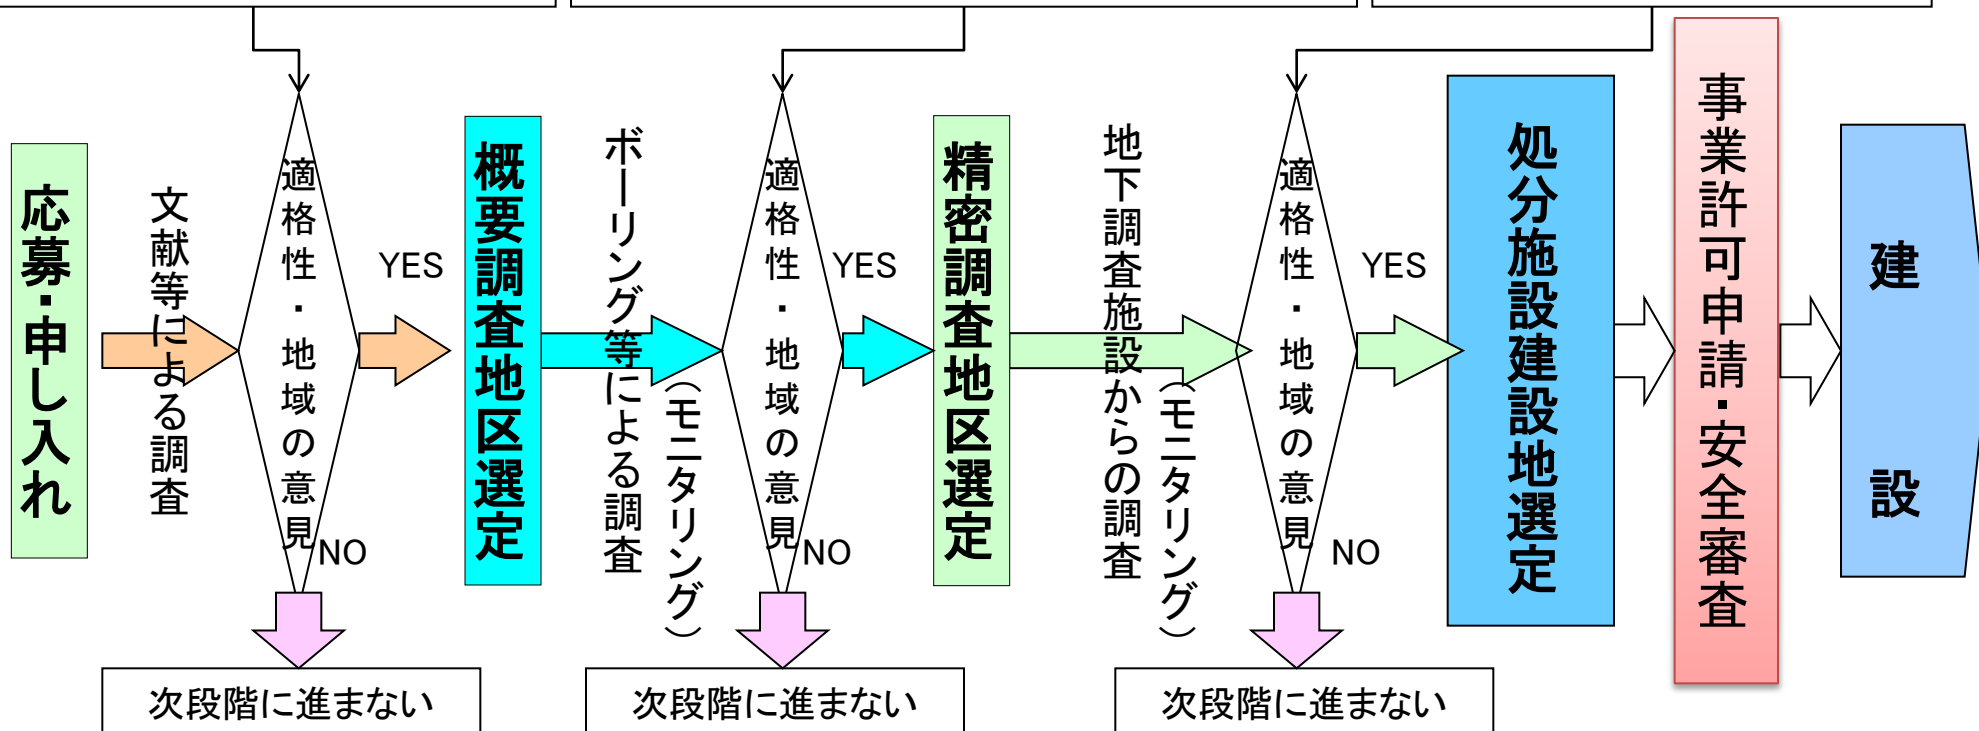 応募・申し入れ
文献等による調査
適格性・地域の意見
YES
NO
次段階に進まない
概要調査地区選定
ボーリング等による調査
（モニタリング）
適格性・地域の意見
YES
NO
次段階に進まない
精密調査地区選定
地下調査施設からの調査
（モニタリング）
適格性・地域の意見
YES
NO
次段階に進まない
処分施設建設地選定
事業許可申請・安全審査
建設